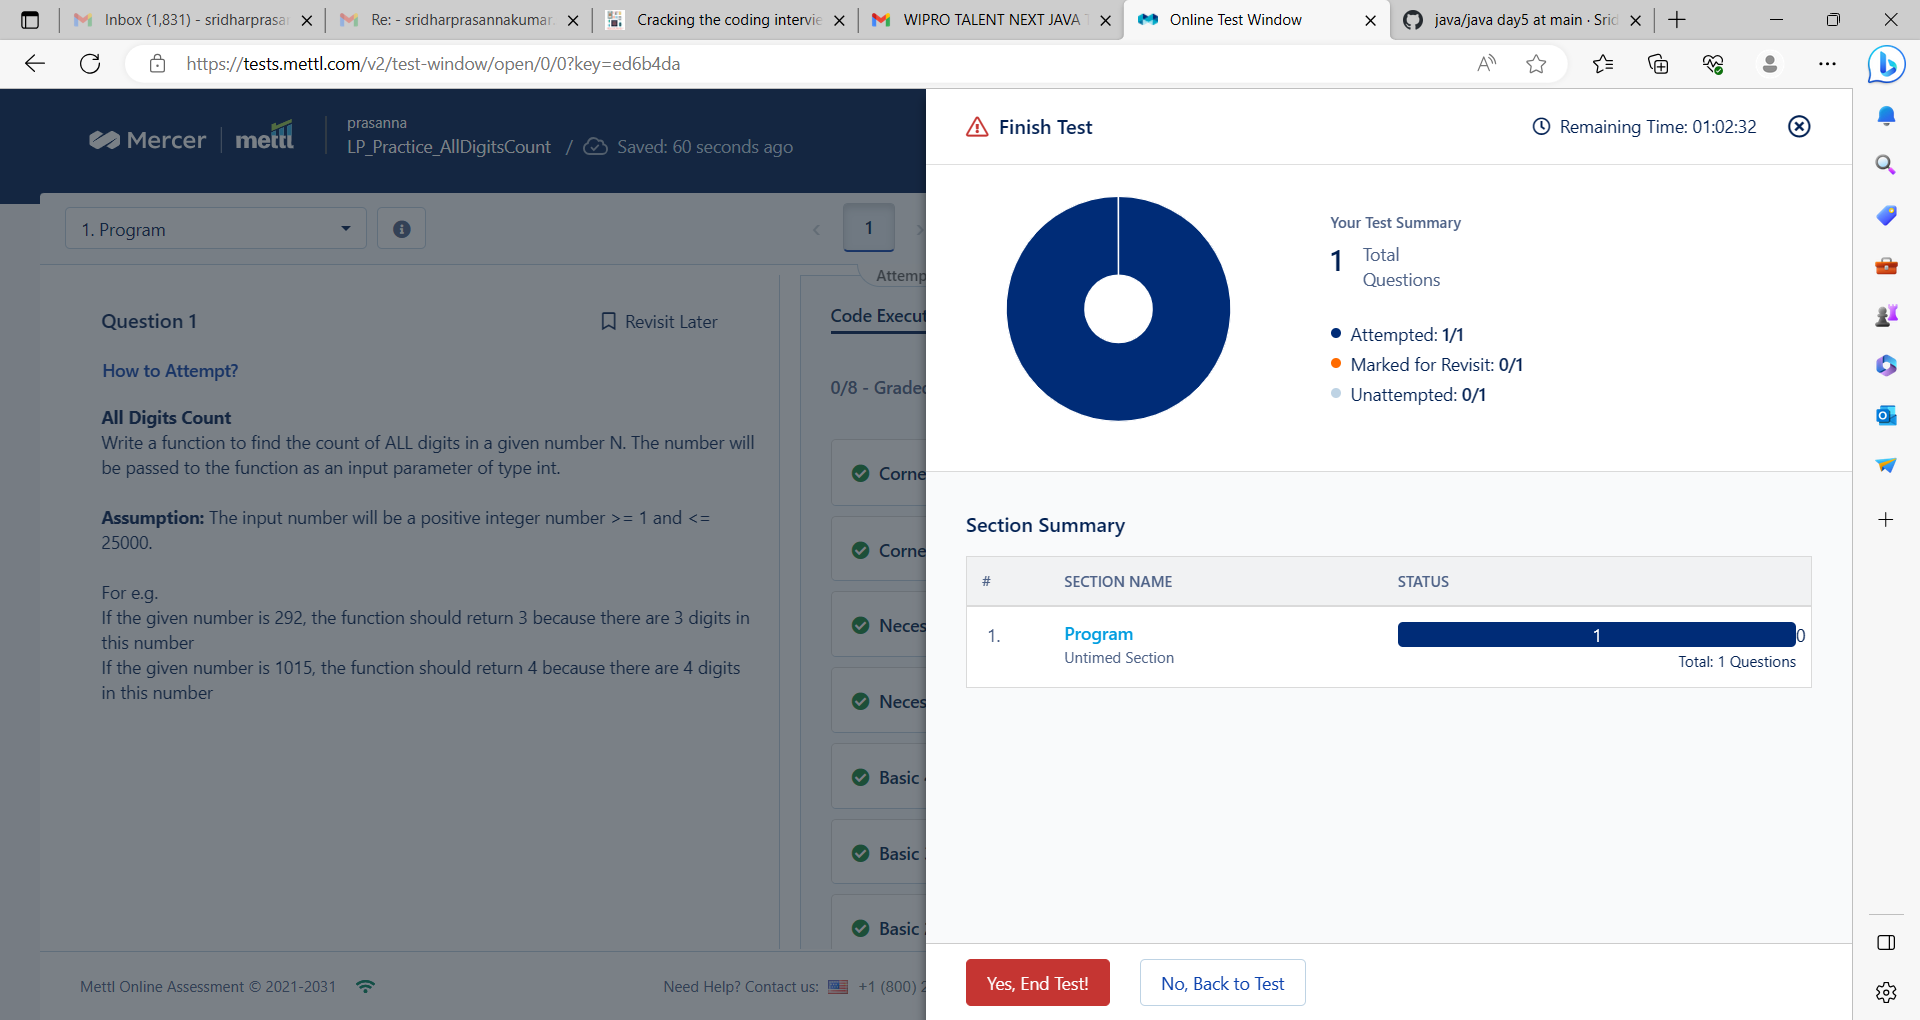 Inbox (1,831) - sridharprasar
Re: - sridharprasannakumar.
Cracking the coding intervie
WIPRO TALENT NEXT JAVA T
Online Test Window
java/java day5 at main · Srid
https://tests.mettl.com/v2/test-window/open/0/0?key=ed6b4da
Mercer | mettl
prasanna
LP_Practice_AllDigitsCount / Saved: 60 seconds ago
1. Program
1
Attemp
Question 1
Revisit Later
How to Attempt?
All Digits Count
Write a function to find the count of ALL digits in a given number N. The number will
be passed to the function as an input parameter of type int.
Assumption: The input number will be a positive integer number >= 1 and <=
25000.
For e.g.
If the given number is 292, the function should return 3 because there are 3 digits in
this number
If the given number is 1015, the function should return 4 because there are 4 digits
in this number
Code Execut
0/8 - Graded
Corne
Corne
Neces
Neces
Basic
Basic
Basic
Mettl Online Assessment © 2021-2031
Need Help? Contact us: +1 (800) 2
Finish Test
Remaining Time: 01:02:32
Your Test Summary
1 Total
Questions
Attempted: 1/1
Marked for Revisit: 0/1
Unattempted: 0/1
Section Summary
# SECTION NAME STATUS
1. Program 1 0
Untimed Section Total: 1 Questions
Yes, End Test!
No, Back to Test